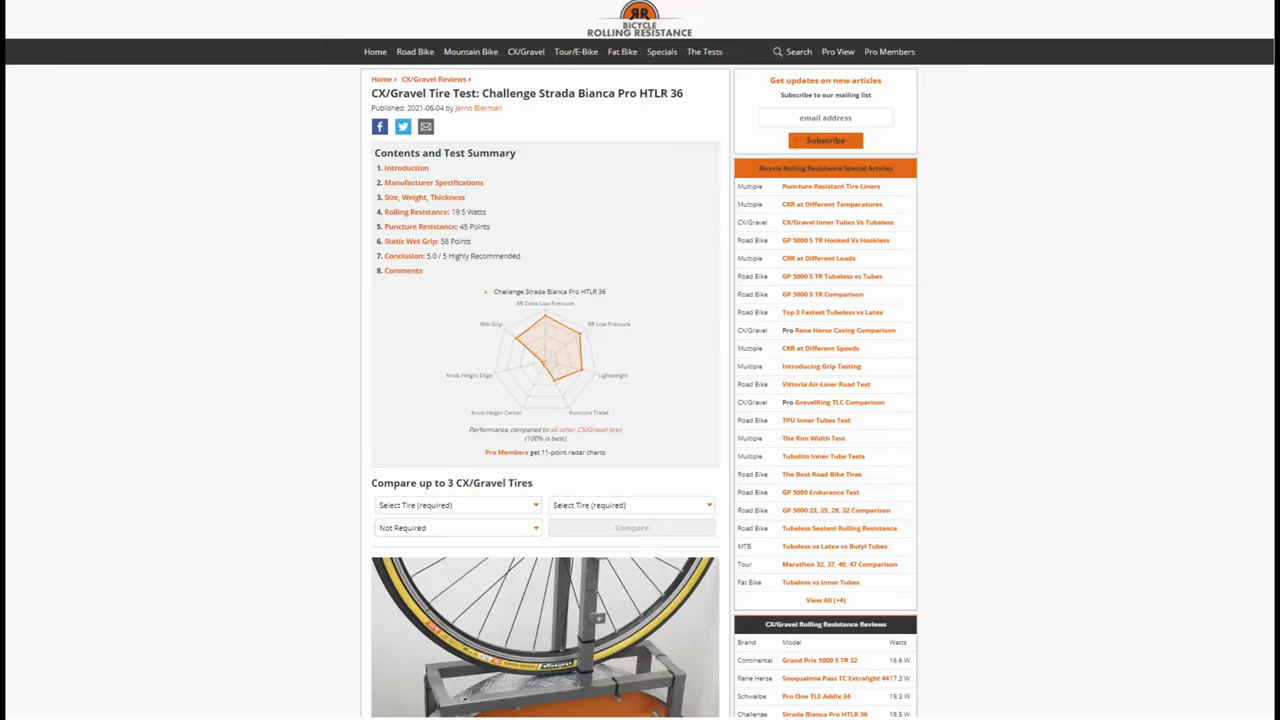 RR
BICYCLE
ROLLING RESISTANCE
Home Road Bike Mountain Bike CX/Gravel Tour/E-Bike Fat Bike Specials The Tests Search Pro View Pro Members
Home › CX/Gravel Reviews ›
CX/Gravel Tire Test: Challenge Strada Bianca Pro HTLR 36
Published: 2021-06-04 by Jarno Bierman
Contents and Test Summary
1. Introduction
2. Manufacturer Specifications
3. Size, Weight, Thickness
4. Rolling Resistance: 19.5 Watts
5. Puncture Resistance: 45 Points
6. Static Wet Grip: 58 Points
7. Conclusion: 5.0 / 5 Highly Recommended
8. Comments
Challenge Strada Bianca Pro HTLR 36
RR Extra Low Pressure
Wet Grip
RR Low Pressure
Knob Height Edge
Lightweight
Knob Height Center
Puncture Tread
Performance compared to all other CX/Gravel tires
(100% is best)
Pro Members get 11-point radar charts
Compare up to 3 CX/Gravel Tires
Select Tire (required) Select Tire (required)
Not Required Compare
Get updates on new articles
Subscribe to our mailing list
email address
Subscribe
Bicycle Rolling Resistance Special Articles
Multiple Puncture Resistant Tire Liners
Multiple CRR at Different Temperatures
CX/Gravel CX/Gravel Inner Tubes Vs Tubeless
Road Bike GP 5000 S TR Hooked Vs Hookless
Multiple CRR at Different Loads
Road Bike GP 5000 S TR Tubeless vs Tubes
Road Bike GP 5000 S TR Comparison
Road Bike Top 3 Fastest Tubeless vs Latex
CX/Gravel Pro Rene Herse Casing Comparison
Multiple CRR at Different Speeds
Multiple Introducing Grip Testing
Road Bike Vittoria Air-Liner Road Test
CX/Gravel Pro GravelKing TLC Comparison
Road Bike TPU Inner Tubes Test
Multiple The Rim Width Test
Multiple Tubolito Inner Tube Tests
Road Bike The Best Road Bike Tires
Road Bike GP 5000 Endurance Test
Road Bike GP 5000 23, 25, 28, 32 Comparison
Road Bike Tubeless Sealant Rolling Resistance
MTB Tubeless vs Latex vs Butyl Tubes
Tour Marathon 32, 37, 40, 47 Comparison
Fat Bike Tubeless vs Inner Tubes
View All (+4)
CX/Gravel Rolling Resistance Reviews
Brand Model Watts
Continental Grand Prix 5000 S TR 32 16.6 W
Rene Herse Snoqualmie Pass TC Extralight 44 17.3 W
Schwalbe Pro One TLE Addix 34 19.3 W
Challenge Strada Bianca Pro HTLR 36 19.5 W